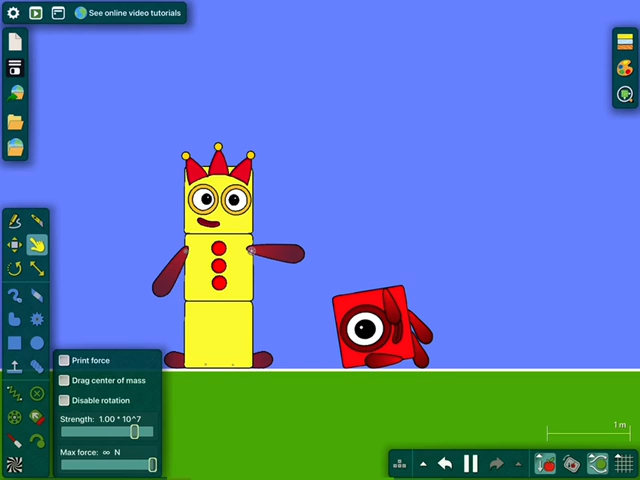 See online video tutorials
Print force
Drag center of mass
Disable rotation
Strength: 1.00 * 10^7
Max force: ∞ N
1 m